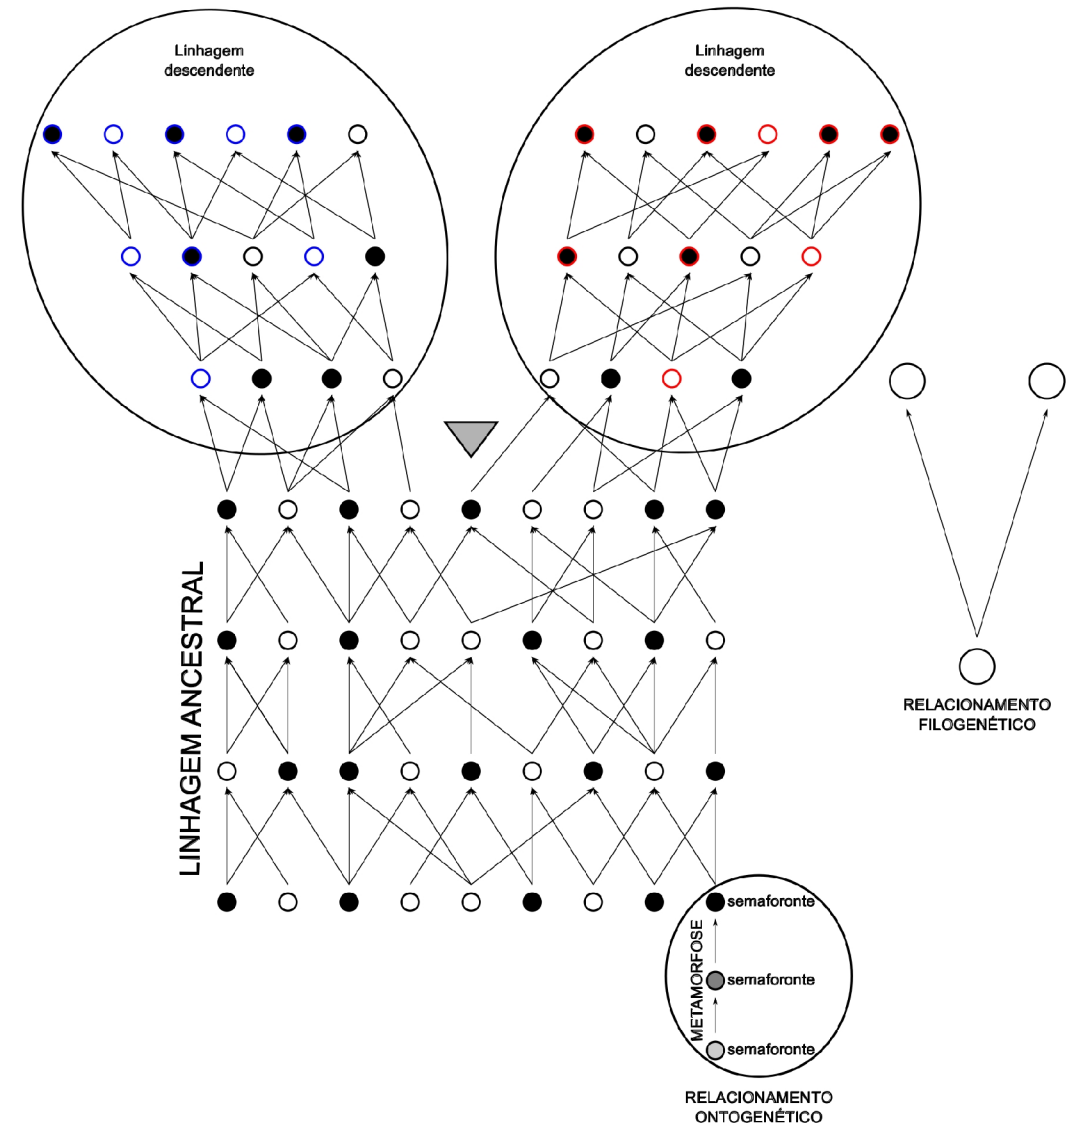 Linhagem
descendente
Linhagem
descendente
LINHAGEM ANCESTRAL
RELACIONAMENTO
FILOGENÉTICO
METAMORFOSE
semaforonte
semaforonte
semaforonte
RELACIONAMENTO
ONTOGENÉTICO